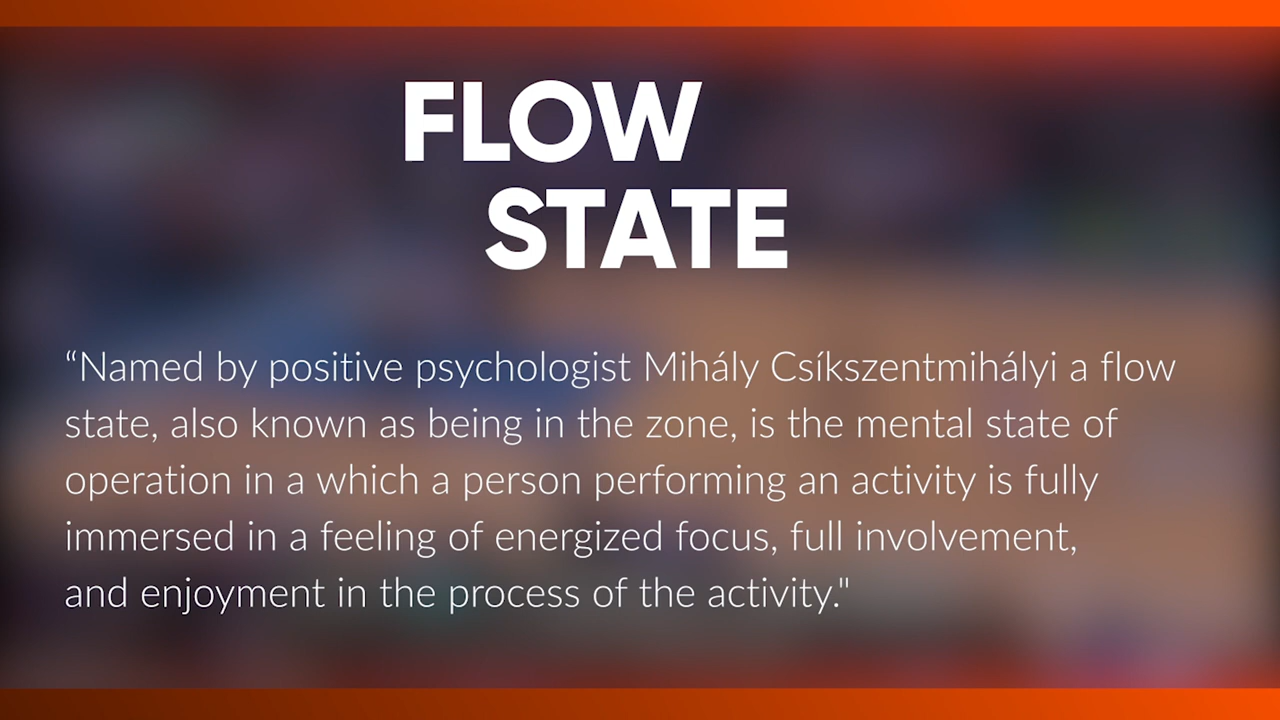 FLOW
STATE
“Named by positive psychologist Mihály Csíkszentmihályi a flow
state, also known as being in the zone, is the mental state of
operation in a which a person performing an activity is fully
immersed in a feeling of energized focus, full involvement,
and enjoyment in the process of the activity."